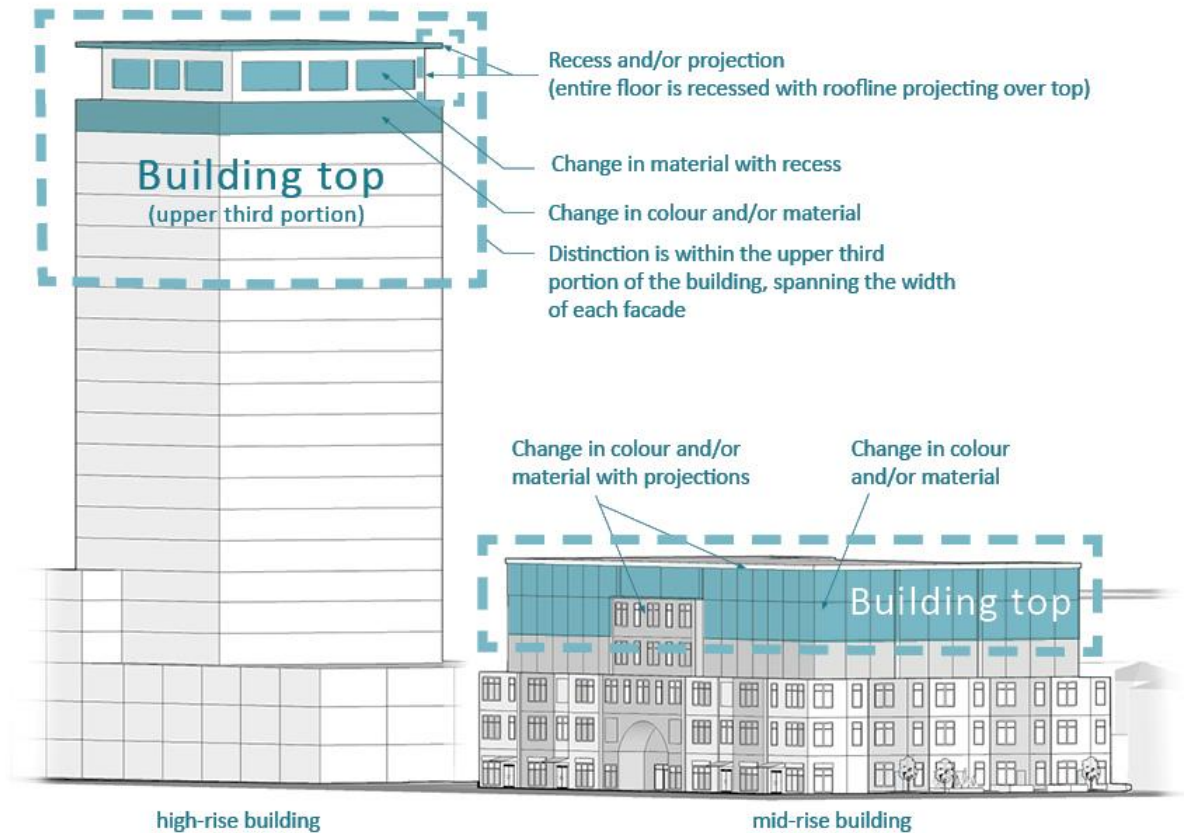 Recess and/or projection
(entire floor is recessed with roofline projecting over top)
Building top
(upper third portion)
Change in material with recess
Change in colour and/or material
Distinction is within the upper third
portion of the building, spanning the width
of each facade
Change in colour and/or
material with projections
Change in colour
and/or material
Building top
high-rise building
mid-rise building